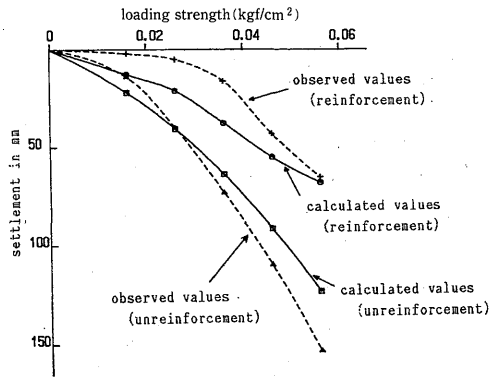 loading strength(kgf/cm²)
0 0.02 0.04 0.06
50
100
150
settlement in mm
observed values
(reinforcement)
calculated values
(reinforcement)
observed values
(unreinforcement)
calculated values
(unreinforcement)